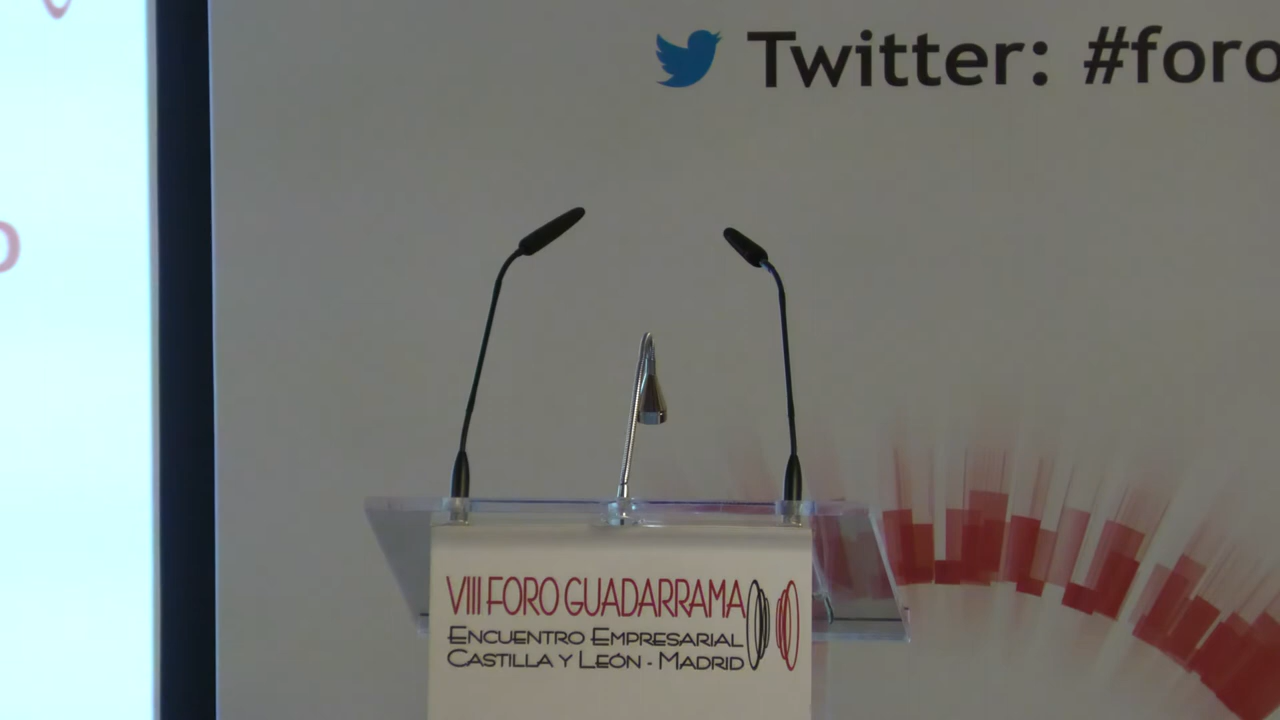 Twitter: #foro
VIII FORO GUADARRAMA
ENCUENTRO EMPRESARIAL
CASTILLA Y LEÓN - MADRID